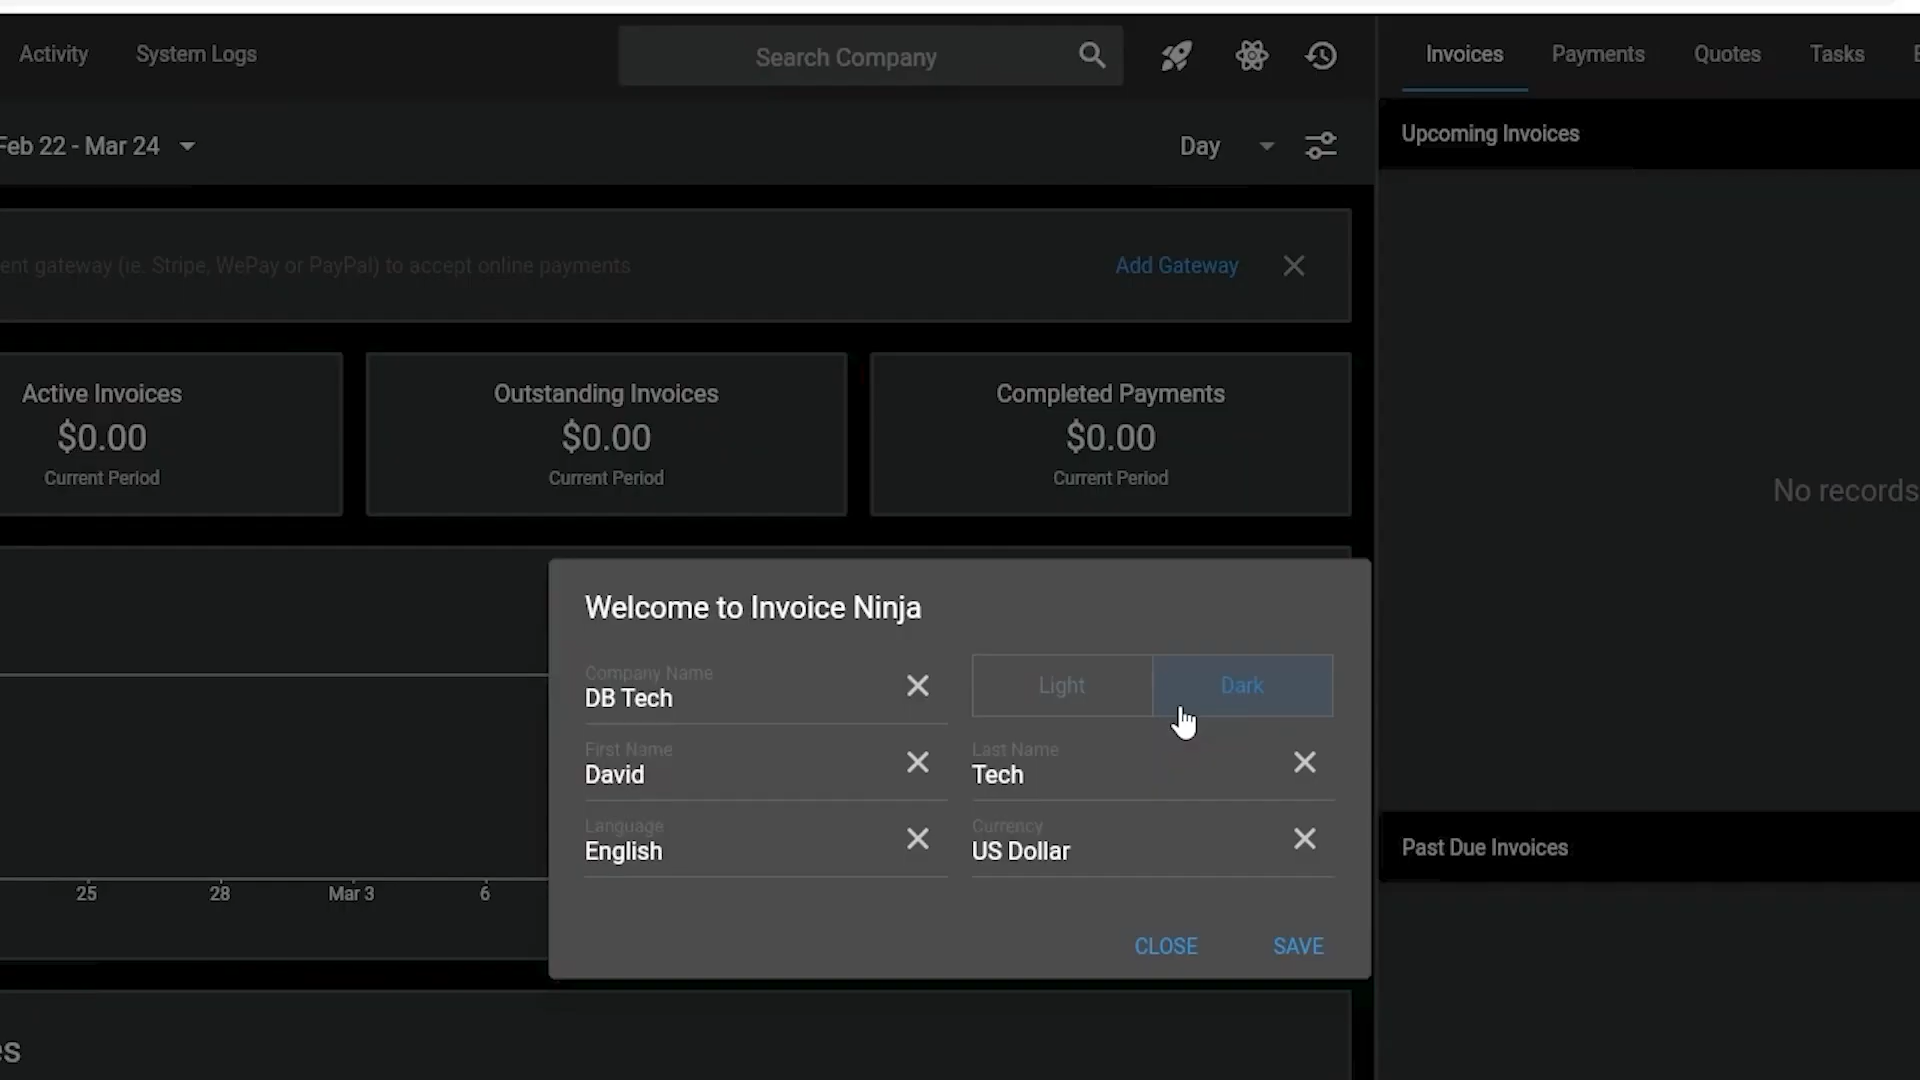 Activity
System Logs
Search Company
Invoices
Payments
Quotes
Tasks
Feb 22 - Mar 24
Day
Upcoming Invoices
ent gateway (ie. Stripe, WePay or PayPal) to accept online payments
Add Gateway
Active Invoices
$0.00
Current Period
Outstanding Invoices
$0.00
Current Period
Completed Payments
$0.00
Current Period
No records
Welcome to Invoice Ninja
Company Name
DB Tech
Light
Dark
First Name
David
Last Name
Tech
Language
English
Currency
US Dollar
CLOSE
SAVE
25
28
Mar 3
6
Past Due Invoices
es